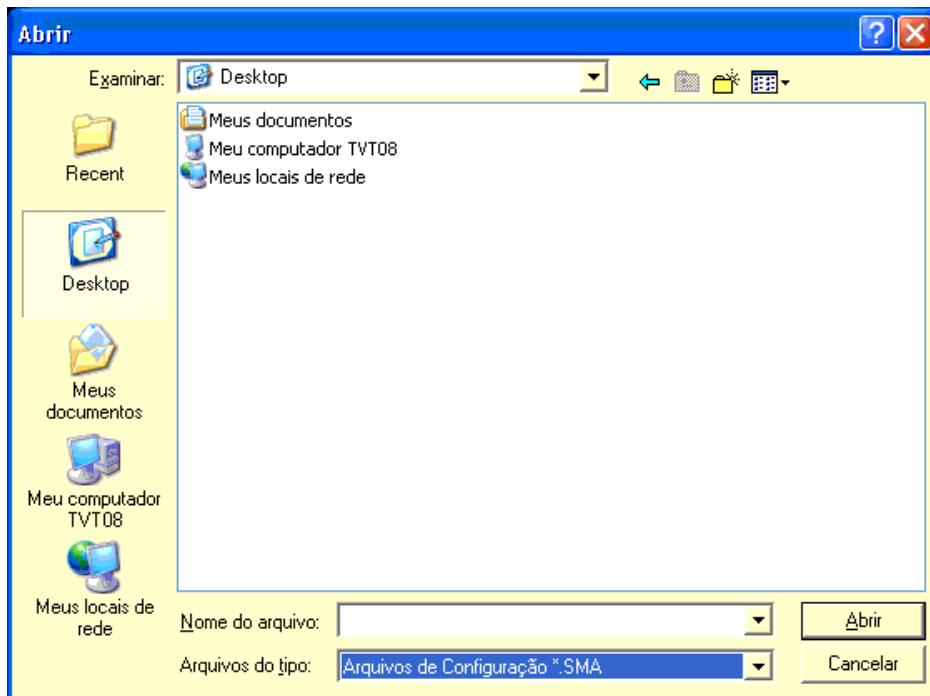 Abrir
Examinar:
Desktop
Meus documentos
Meu computador TVT08
Meus locais de rede
Recent
Desktop
Meus
documentos
Meu computador
TVT08
Meus locais de
rede
Nome do arquivo:
Abrir
Arquivos do tipo:
Arquivos de Configuração *.SMA
Cancelar